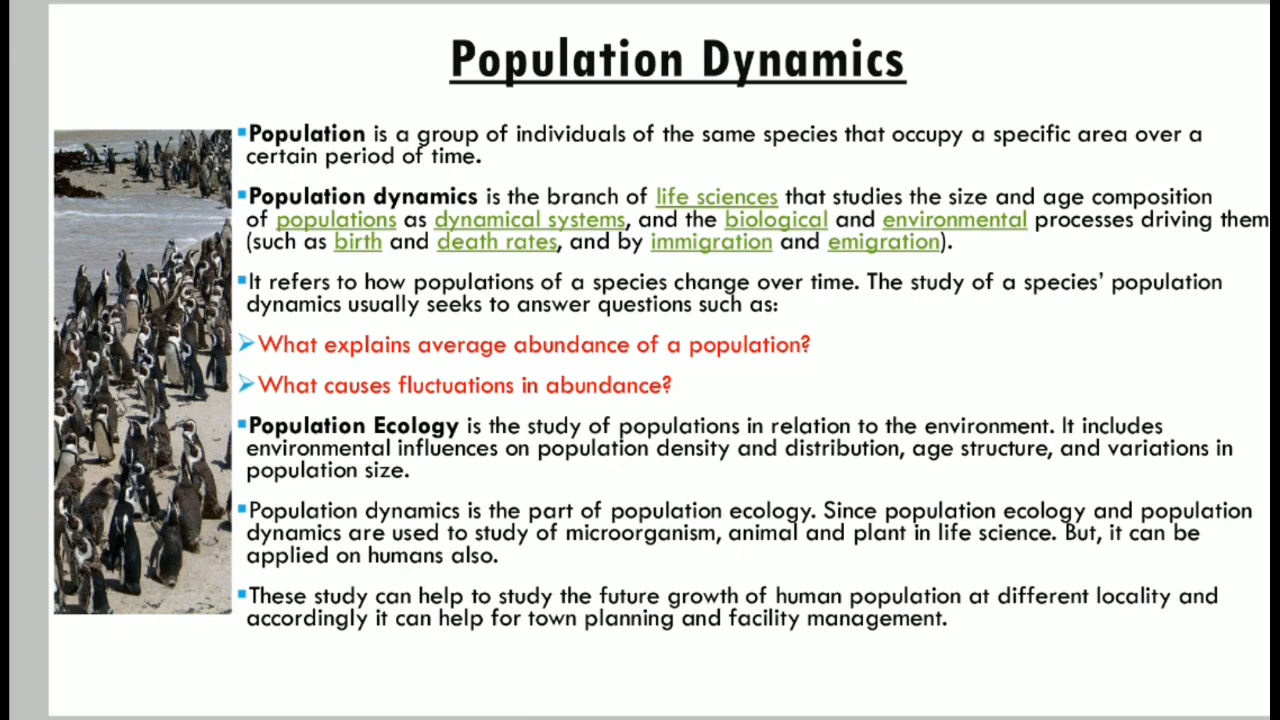 Population Dynamics
▪Population is a group of individuals of the same species that occupy a specific area over a
certain period of time.
▪Population dynamics is the branch of life sciences that studies the size and age composition
of populations as dynamical systems, and the biological and environmental processes driving them
(such as birth and death rates, and by immigration and emigration).
▪It refers to how populations of a species change over time. The study of a species’ population
dynamics usually seeks to answer questions such as:
➢What explains average abundance of a population?
➢What causes fluctuations in abundance?
▪Population Ecology is the study of populations in relation to the environment. It includes
environmental influences on population density and distribution, age structure, and variations in
population size.
▪Population dynamics is the part of population ecology. Since population ecology and population
dynamics are used to study of microorganism, animal and plant in life science. But, it can be
applied on humans also.
▪These study can help to study the future growth of human population at different locality and
accordingly it can help for town planning and facility management.